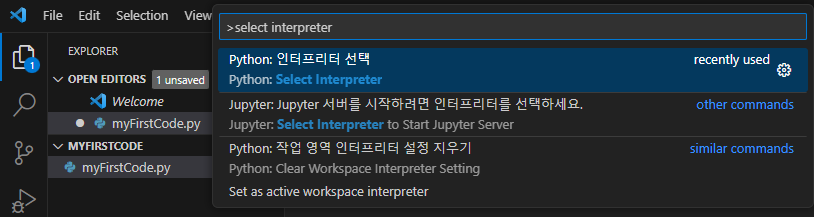 File Edit Selection View
>select interpreter
EXPLORER
Python: 인터프리터 선택 recently used
Python: Select Interpreter
OPEN EDITORS 1 unsaved
Welcome
Jupyter: Jupyter 서버를 시작하려면 인터프리터를 선택하세요. other commands
Jupyter: Select Interpreter to Start Jupyter Server
myFirstCode.py
MYFIRSTCODE
Python: 작업 영역 인터프리터 설정 지우기 similar commands
Python: Clear Workspace Interpreter Setting
myFirstCode.py
Set as active workspace interpreter
1